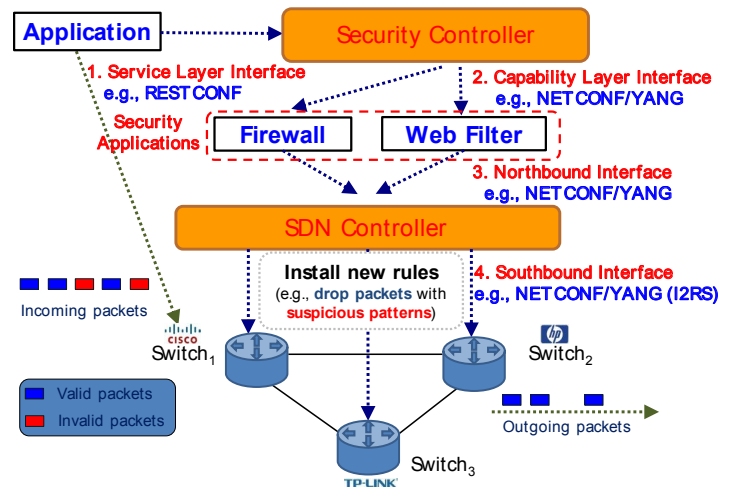 Application
Security Controller
1. Service Layer Interface
e.g., RESTCONF
2. Capability Layer Interface
e.g., NETCONF/YANG
Security
Applications
Firewall
Web Filter
3. Northbound Interface
e.g., NETCONF/YANG
SDN Controller
Install new rules
(e.g., drop packets with
suspicious patterns)
4. Southbound Interface
e.g., NETCONF/YANG (I2RS)
Incoming packets
CISCO
Switch1
hp
Switch2
Valid packets
Invalid packets
Outgoing packets
Switch3
TP-LINK